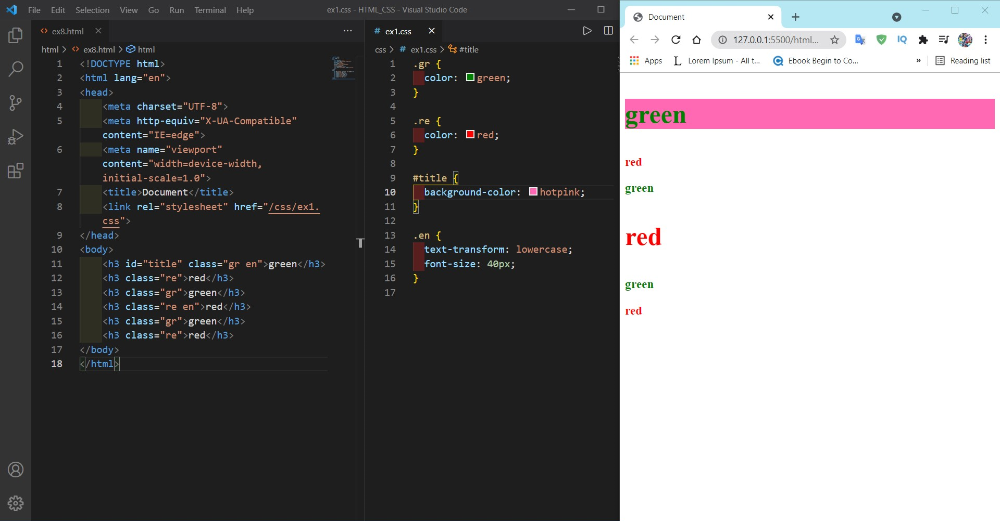 File Edit Selection View Go Run Terminal Help ex1.css - HTML_CSS - Visual Studio Code
ex8.html
html > ex8.html > html
1 <!DOCTYPE html>
2 <html lang="en">
3 <head>
4 <meta charset="UTF-8">
5 <meta http-equiv="X-UA-Compatible"
content="IE=edge">
6 <meta name="viewport"
content="width=device-width,
initial-scale=1.0">
7 <title>Document</title>
8 <link rel="stylesheet" href="/css/ex1.
css">
9 </head>
10 <body>
11 <h3 id="title" class="gr en">green</h3>
12 <h3 class="re">red</h3>
13 <h3 class="gr">green</h3>
14 <h3 class="re en">red</h3>
15 <h3 class="gr">green</h3>
16 <h3 class="re">red</h3>
17 </body>
18 </html>
# ex1.css
css > # ex1.css > #title
1 .gr {
2 color: green;
3 }
4
5 .re {
6 color: red;
7 }
8
9 #title {
10 background-color: hotpink;
11 }
12
13 .en {
14 text-transform: lowercase;
15 font-size: 40px;
16 }
17
Document
127.0.0.1:5500/html...
IQ
Apps L Lorem Ipsum - All t... Ebook Begin to Co... » Reading list
green
red
green
red
green
red